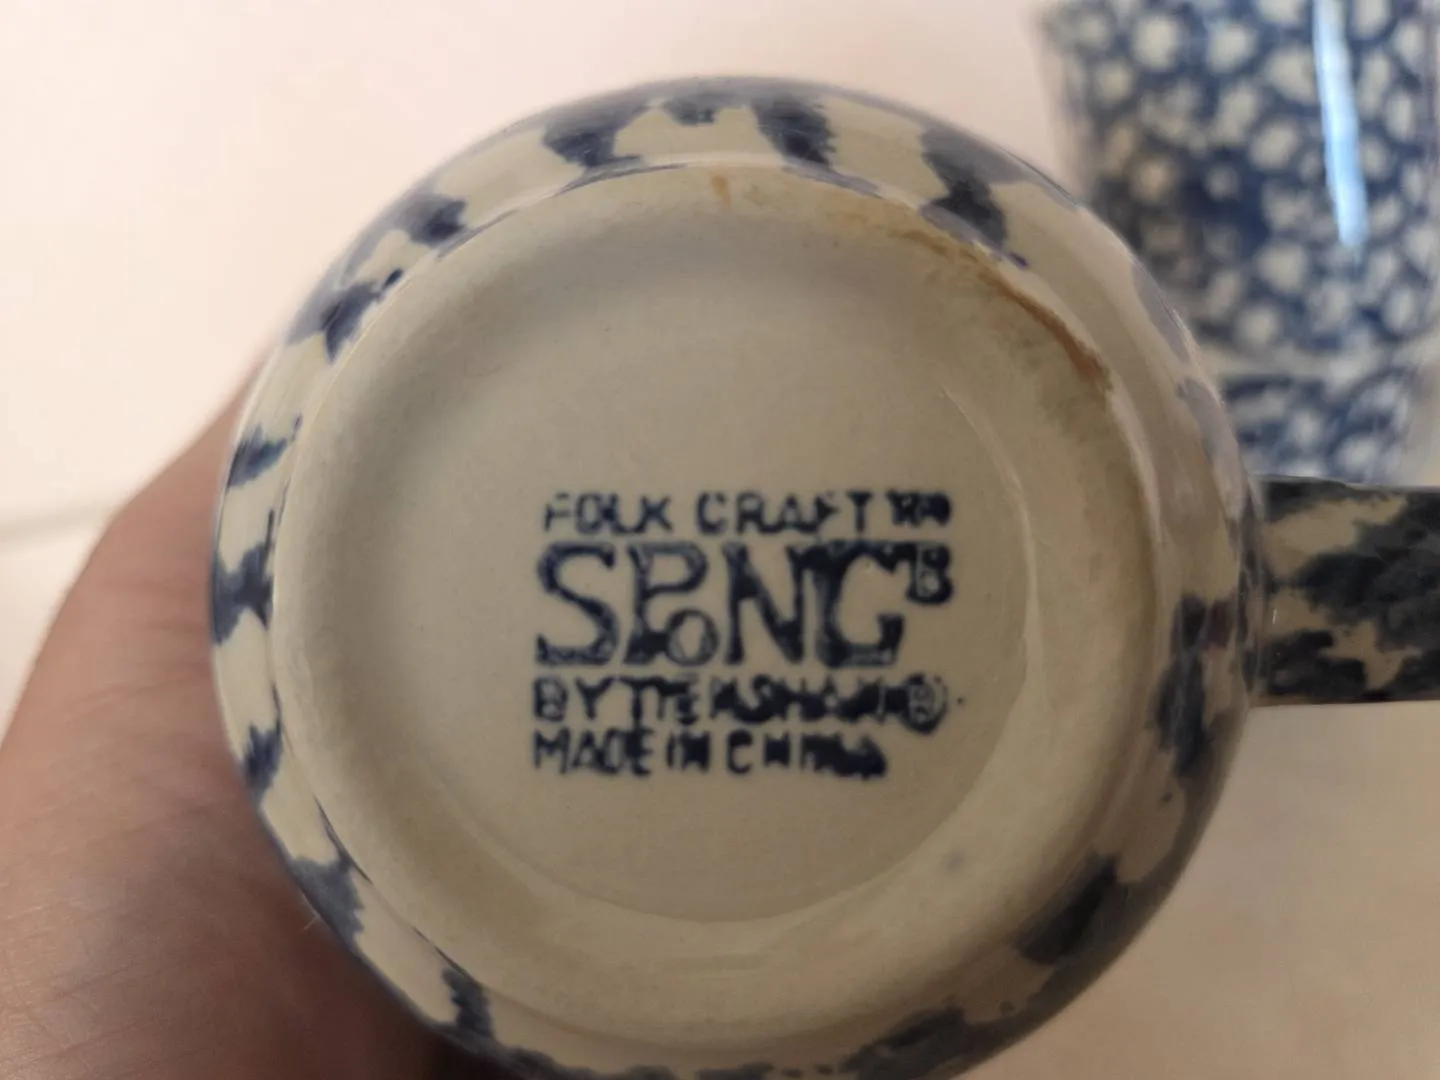 FOLK CRAFT TM
SPoNGE
BY TIENSHAN®
MADE IN CHINA